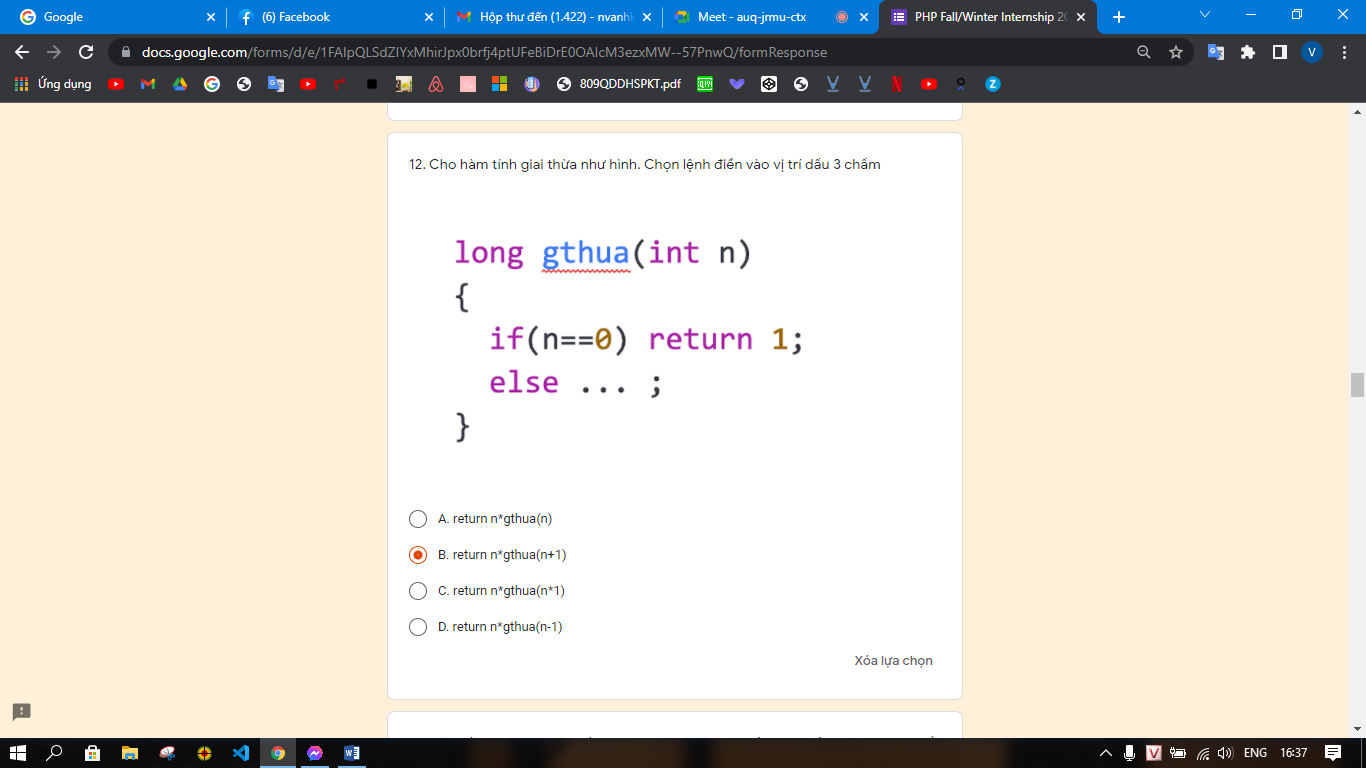 Google
(6) Facebook
Hộp thư đến (1.422) - nvanhk
Meet - auq-jrmu-ctx
PHP Fall/Winter Internship 20
docs.google.com/forms/d/e/1FAIpQLSdZIYxMhirJpx0brfj4ptUFeBiDrE0OAIcM3ezxMW--57PnwQ/formResponse
V
Ứng dụng
809QDDHSPKT.pdf
12. Cho hàm tính giai thừa như hình. Chọn lệnh điền vào vị trí dấu 3 chấm
long gthua(int n)
{
if(n==0) return 1;
else ... ;
}
A. return n*gthua(n)
B. return n*gthua(n+1)
C. return n*gthua(n*1)
D. return n*gthua(n-1)
Xóa lựa chọn
ENG
16:37